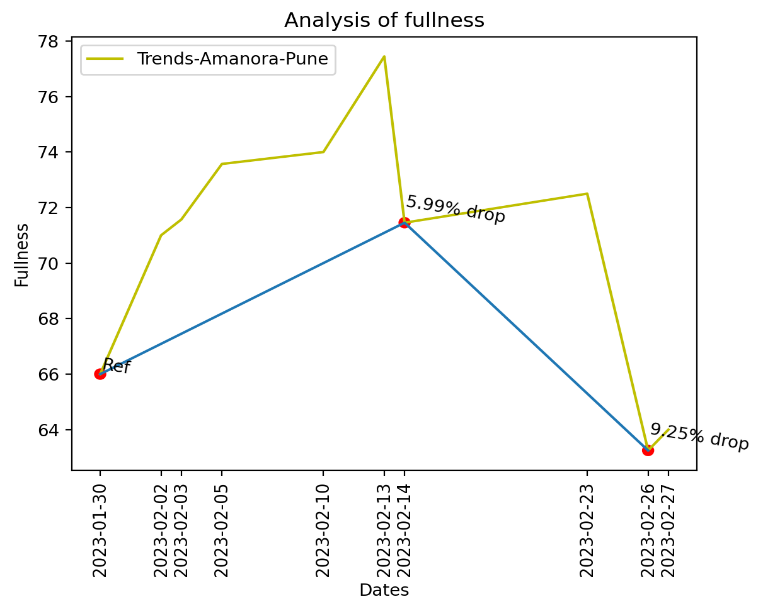 Analysis of fullness
Trends-Amanora-Pune
78
76
74
72
70
68
66
64
Fullness
5.99% drop
Ref
9.25% drop
2023-01-30
2023-02-02
2023-02-03
2023-02-05
2023-02-10
2023-02-13
2023-02-14
2023-02-23
2023-02-26
2023-02-27
Dates